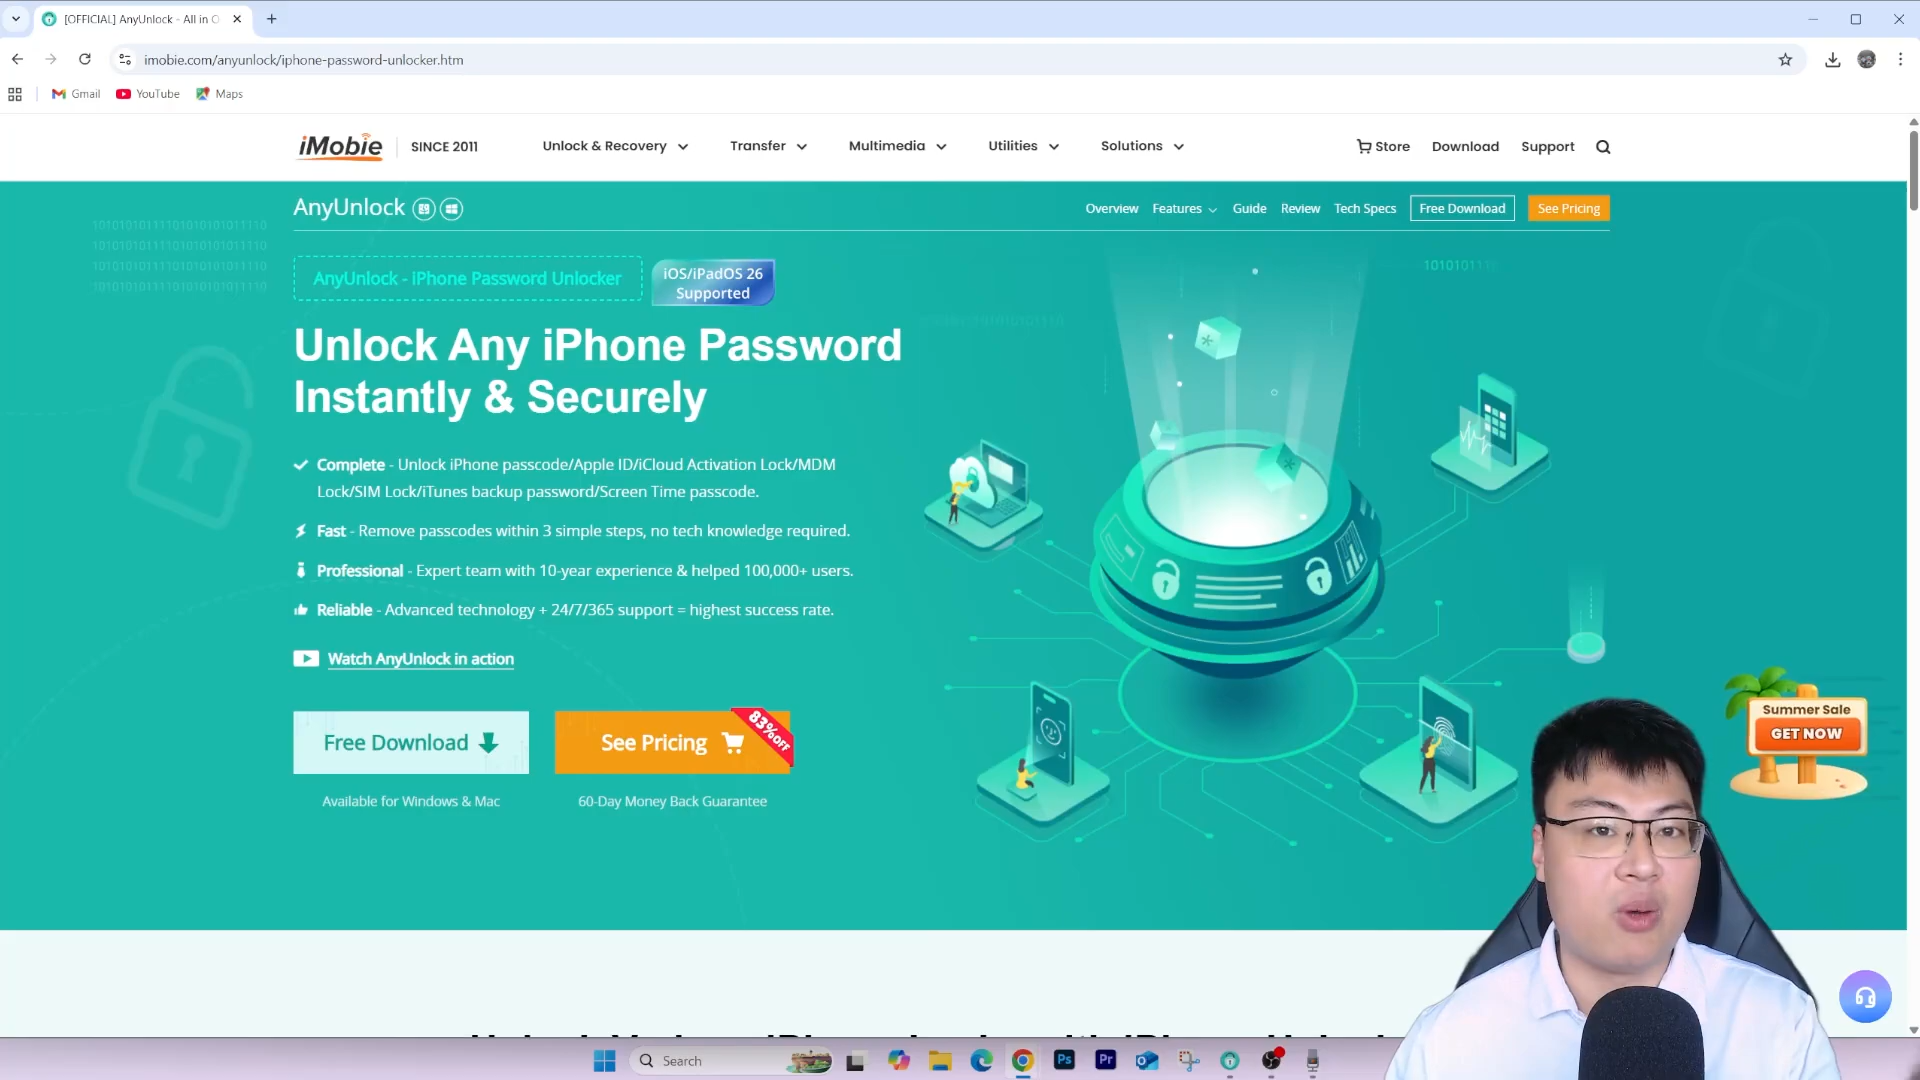 [OFFICIAL] AnyUnlock - All in O
imobie.com/anyunlock/iphone-password-unlocker.htm
Gmail
YouTube
Maps
iMobie
SINCE 2011
Unlock & Recovery
Transfer
Multimedia
Utilities
Solutions
Store
Download
Support
AnyUnlock
Overview
Features
Guide
Review
Tech Specs
Free Download
See Pricing
AnyUnlock - iPhone Password Unlocker
iOS/iPadOS 26
Supported
Unlock Any iPhone Password
Instantly & Securely
Complete - Unlock iPhone passcode/Apple ID/iCloud Activation Lock/MDM
Lock/SIM Lock/iTunes backup password/Screen Time passcode.
Fast - Remove passcodes within 3 simple steps, no tech knowledge required.
Professional - Expert team with 10-year experience & helped 100,000+ users.
Reliable - Advanced technology + 24/7/365 support = highest success rate.
Watch AnyUnlock in action
Free Download
See Pricing
83%OFF
Available for Windows & Mac
60-Day Money Back Guarantee
Summer Sale
GET NOW
Search
Ps
Pr